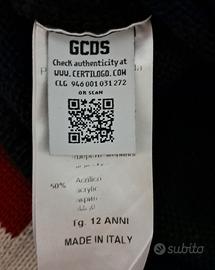 GCDS
Check authenticity at
WWW.CERTILOGO.COM
CLG 946 001 031 272
OR SCAN
50%
Acrilico
acrylic
Tg. 12 ANNI
MADE IN ITALY
subito